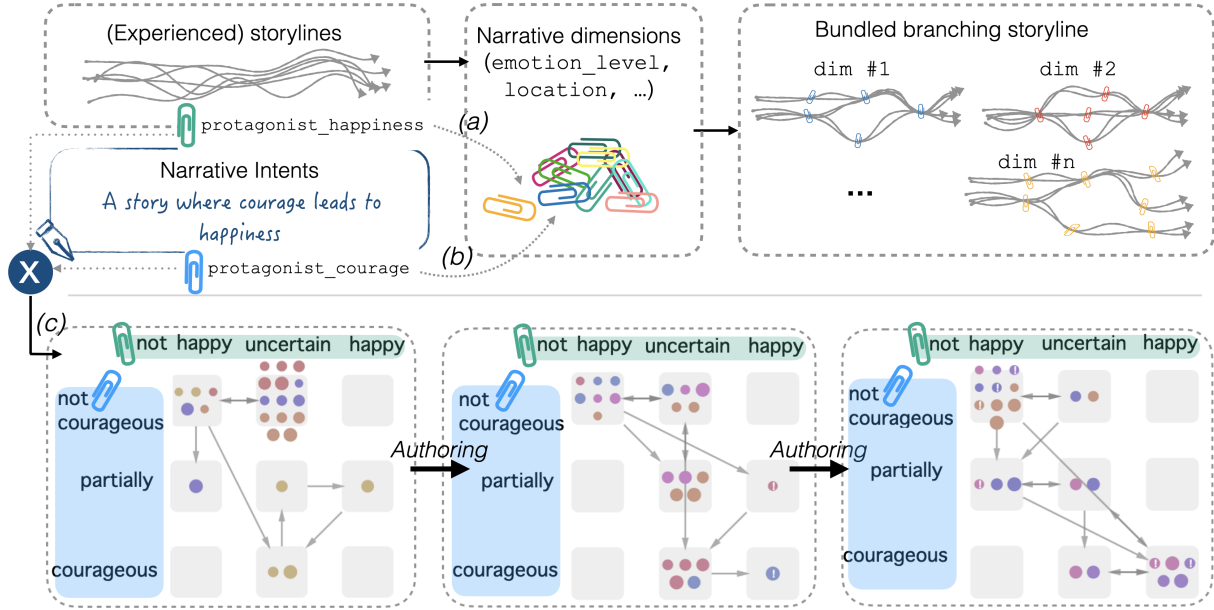 (Experienced) storylines
protagonist_happiness
Narrative Intents
A story where courage leads to
happiness
protagonist_courage
X
(a)
(b)
(c)
Narrative dimensions
(emotion_level,
location, …)
Bundled branching storyline
dim #1
dim #2
...
dim #n
not happy uncertain happy
not
courageous
partially
courageous
Authoring
not happy uncertain happy
not
courageous
partially
courageous
!
!
Authoring
not happy uncertain happy
not
courageous
partially
courageous
!
!
!
!
!
!